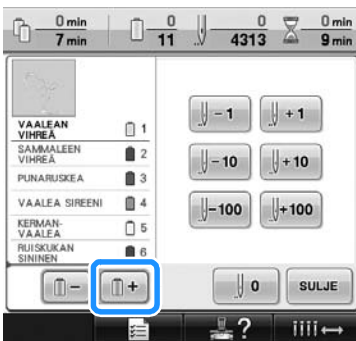 0 min 0 0 0 min
7 min 11 4313 9 min
VAALEAN
VIHREÄ 1
SAMMALEEN
VIHREÄ 2
PUNARUSKEA 3
VAALEA SIREENI 4
KERMAN-
VAALEA 5
RUISKUKAN
SININEN 6
-1 +1
-10 +10
-100 +100
- + 0 SULJE
?